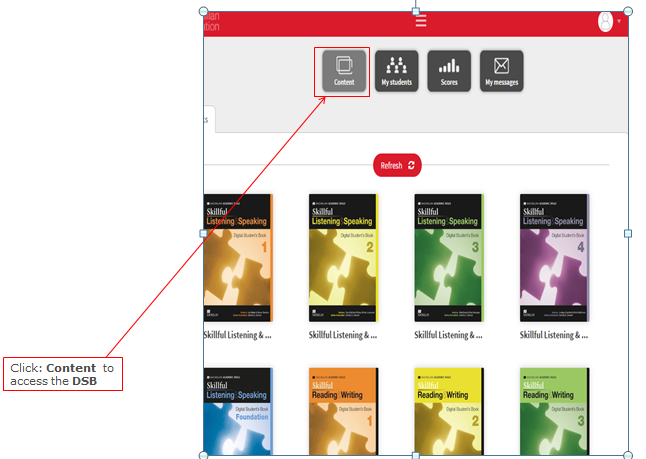 Content
My students
Scores
My messages
Refresh
Skillful
Listening Speaking
Digital Student's Book
1
Skillful
Listening Speaking
Digital Student's Book
2
Skillful
Listening Speaking
Digital Student's Book
3
Skillful
Listening Speaking
Digital Student's Book
4
Skillful Listening & ...
Skillful Listening & ...
Skillful Listening & ...
Skillful Listening & ...
Click: Content to
access the DSB
Skillful
Listening Speaking
Digital Student's Book
Foundation
Skillful
Reading Writing
Digital Student's Book
1
Skillful
Reading Writing
Digital Student's Book
2
Skillful
Reading Writing
Digital Student's Book
3